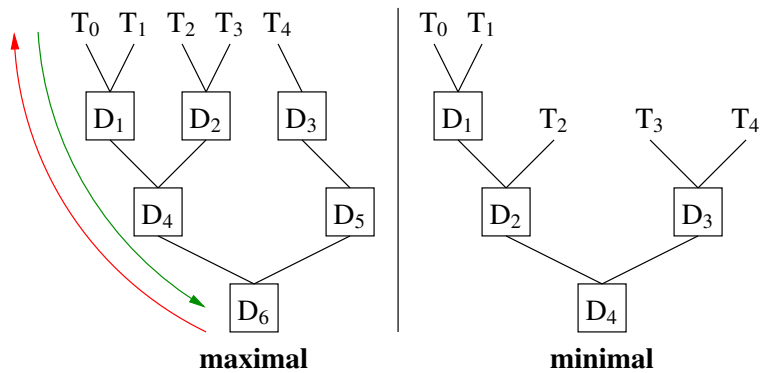 T0 T1 T2 T3 T4
D1 D2 D3
D4 D5
D6
maximal
T0 T1
D1 T2 T3 T4
D2 D3
D4
minimal